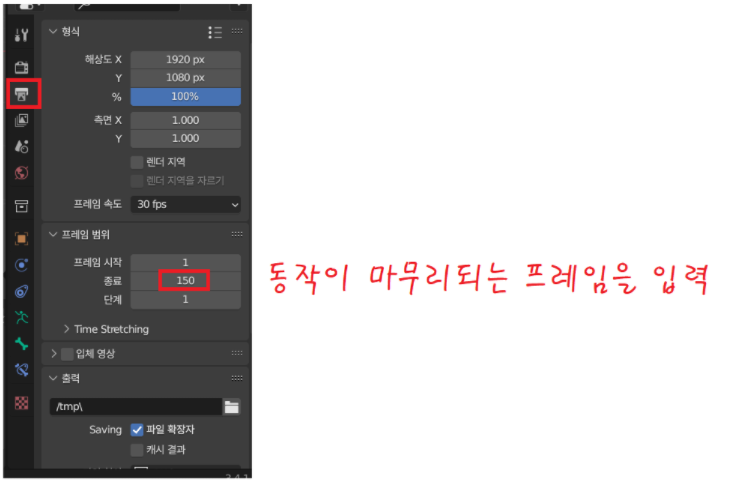 형식
해상도 X 1920 px
Y 1080 px
% 100%
측면 X 1.000
Y 1.000
렌더 지역
렌더 지역을 자르기
프레임 속도 30 fps
프레임 범위
프레임 시작 1
종료 150
단계 1
동작이 마무리되는 프레임을 입력
Time Stretching
입체 영상
출력
/tmp\
Saving 파일 확장자
캐시 결과
3.4.1